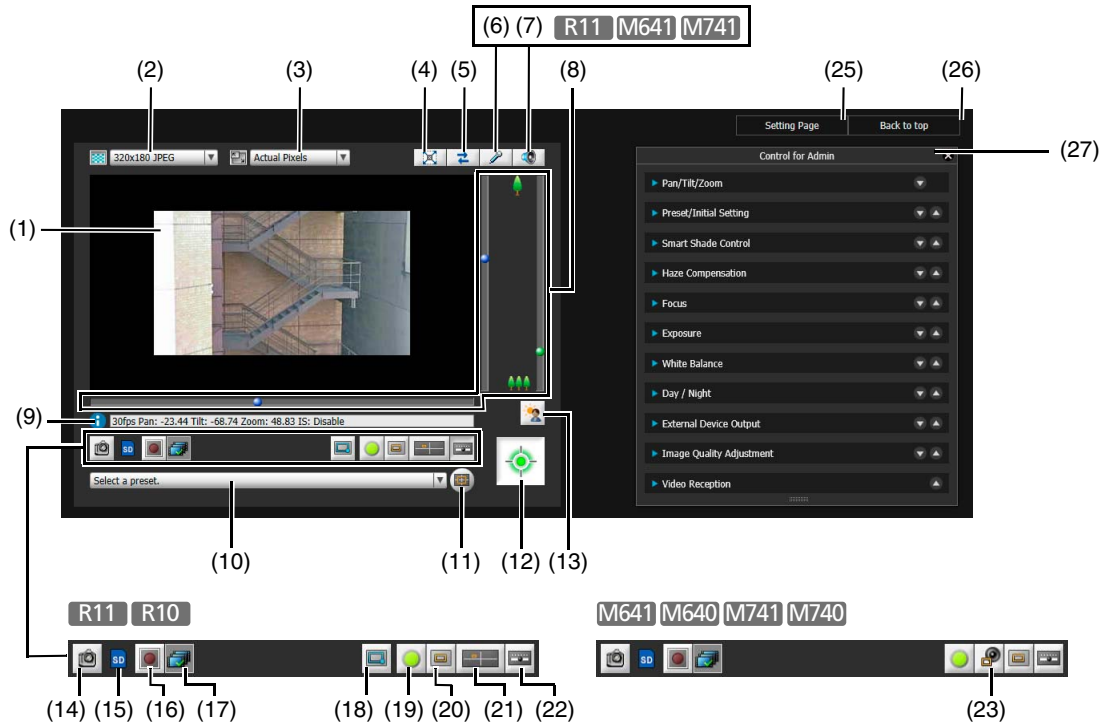 (6) (7) R11 M641 M741
(2) (3) (4) (5) (8) (25) (26)
Setting Page Back to top
320x180 JPEG Actual Pixels
Control for Admin
(27)
Pan/Tilt/Zoom
(1)
Preset/Initial Setting
Smart Shade Control
Haze Compensation
Focus
Exposure
White Balance
Day / Night
(9)
30fps Pan: -23.44 Tilt: -68.74 Zoom: 48.83 IS: Disable
External Device Output
SD
Image Quality Adjustment
Select a preset.
Video Reception
(10) (11) (12) (13)
R11 R10
M641 M640 M741 M740
SD
SD
(14) (15) (16) (17) (18) (19) (20) (21) (22) (23)